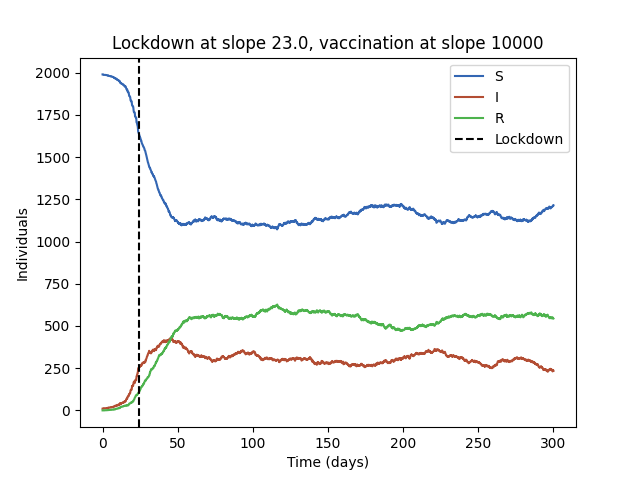 Lockdown at slope 23.0, vaccination at slope 10000
S
I
R
Lockdown
Individuals
2000
1750
1500
1250
1000
750
500
250
0
0 50 100 150 200 250 300
Time (days)